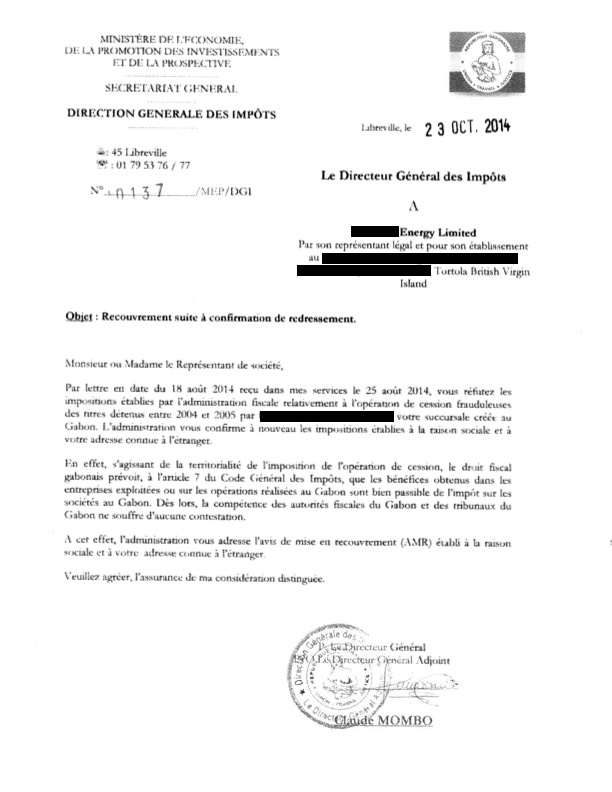 MINISTÈRE DE L'ECONOMIE,
DE LA PROMOTION DES INVESTISSEMENTS
ET DE LA PROSPECTIVE
SECRETARIAT GENERAL
DIRECTION GENERALE DES IMPÔTS
: 45 Libreville
: 01 79 53 76 / 77
N° 0137 /MEP/DGI
REPUBLIQUE GABONAISE
UNION • TRAVAIL • JUSTICE
Libreville, le 23 OCT. 2014
Le Directeur Général des Impôts
A
Energy Limited
Par son représentant légal et pour son établissement
au
Tortola British Virgin
Island
Objet : Recouvrement suite à confirmation de redressement.
Monsieur ou Madame le Représentant de société,
Par lettre en date du 18 août 2014 reçu dans mes services le 25 août 2014, vous réfutez les
impositions établies par l'administration fiscale relativement à l'opération de cession frauduleuses
des titres détenus entre 2004 et 2005 par votre succursale créée au
Gabon. L'administration vous confirme à nouveau les impositions établies à la raison sociale et à
votre adresse connue à l'étranger.
En effet, s'agissant de la territorialité de l'imposition de l'opération de cession, le droit fiscal
gabonais prévoit, à l'article 7 du Code Général des Impôts, que les bénéfices obtenus dans les
entreprises exploitées ou sur les opérations réalisées au Gabon sont bien passible de l'impôt sur les
sociétés au Gabon. Dès lors, la compétence des autorités fiscales du Gabon et des tribunaux du
Gabon ne souffre d'aucune contestation.
A cet effet, l'administration vous adresse l'avis de mise en recouvrement (AMR) établi à la raison
sociale et à votre adresse connue à l'étranger.
Veuillez agréer, l'assurance de ma considération distinguée.
P. Le Directeur Général
P.O Le Directeur Général Adjoint
Direction Générale des
Le Directeur Général A
Claude MOMBO